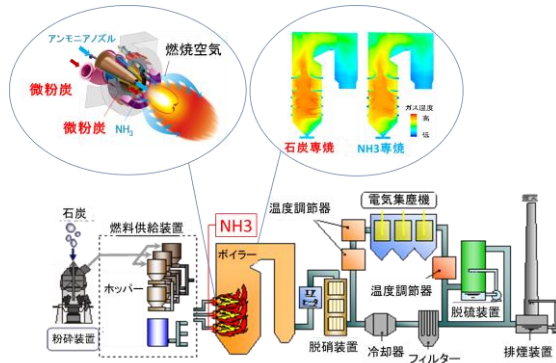 アンモニアノズル
燃焼空気
微粉炭
微粉炭
NH3
ガス温度
高
低
石炭専焼
NH3専焼
石炭
燃料供給装置
NH3
ボイラー
ホッパー
粉砕装置
温度調節器
電気集塵機
温度調節器
脱硝装置
冷却器
フィルター
脱硫装置
排煙装置